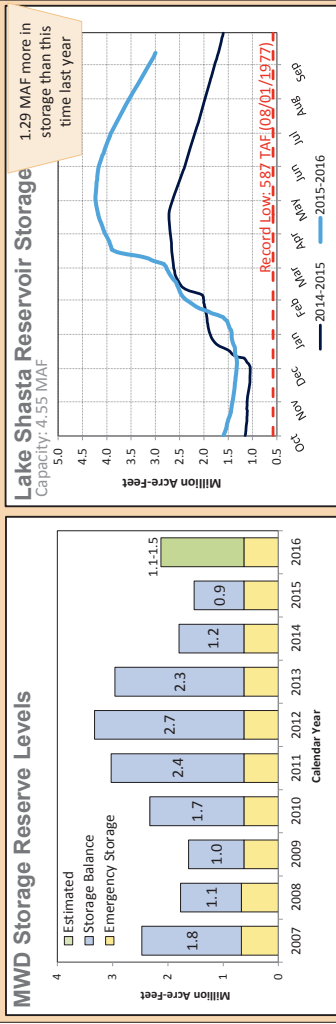 MWD Storage Reserve Levels
Million Acre-Feet
4
3
2
1
0
Estimated
Storage Balance
Emergency Storage
1.8
1.1
1.0
1.7
2.4
2.7
2.3
1.2
0.9
1.1-1.5
2007 2008 2009 2010 2011 2012 2013 2014 2015 2016
Calendar Year
Lake Shasta Reservoir Storage
Capacity: 4.55 MAF
1.29 MAF more in
storage than this
time last year
Million Acre-Feet
5.0
4.5
4.0
3.5
3.0
2.5
2.0
1.5
1.0
0.5
Record Low: 587 TAF (08/01/1977)
Oct Nov Dec Jan Feb Mar Apr May Jun Jul Aug Sep
2014-2015 2015-2016